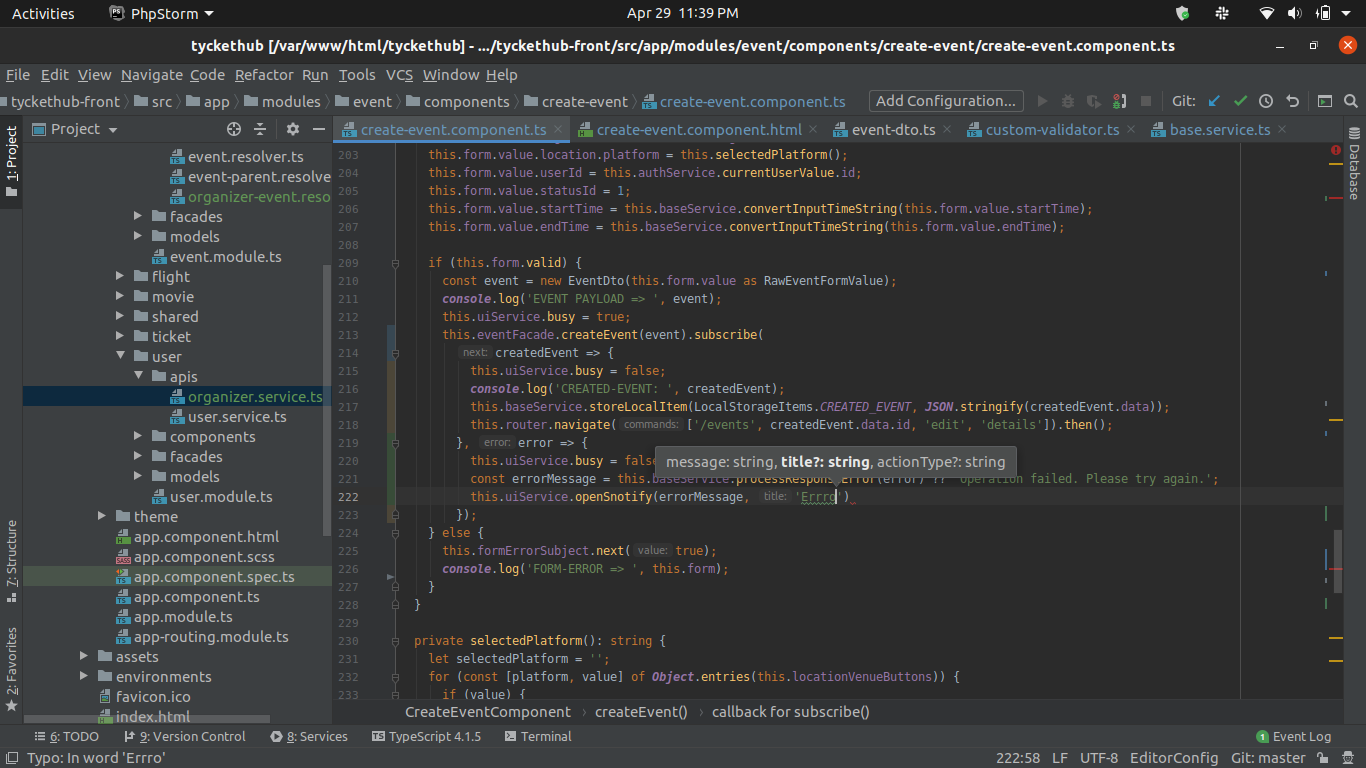 Activities PhpStorm Apr 29 11:39 PM
tyckethub [/var/www/html/tyckethub] - .../tyckethub-front/src/app/modules/event/components/create-event/create-event.component.ts
File Edit View Navigate Code Refactor Run Tools VCS Window Help
tyckethub-front src app modules event components create-event create-event.component.ts Add Configuration... Git:
Project
create-event.component.ts create-event.component.html event-dto.ts custom-validator.ts base.service.ts
1: Project
7: Structure
2: Favorites
Database
event.resolver.ts
event-parent.resolve
organizer-event.reso
facades
models
event.module.ts
flight
movie
shared
ticket
user
apis
organizer.service.ts
user.service.ts
components
facades
models
user.module.ts
theme
app.component.html
app.component.scss
app.component.spec.ts
app.component.ts
app.module.ts
app-routing.module.ts
assets
environments
favicon.ico
index.html
203 this.form.value.location.platform = this.selectedPlatform();
204 this.form.value.userId = this.authService.currentUserValue.id;
205 this.form.value.statusId = 1;
206 this.form.value.startTime = this.baseService.convertInputTimeString(this.form.value.startTime);
207 this.form.value.endTime = this.baseService.convertInputTimeString(this.form.value.endTime);
208
209 if (this.form.valid) {
210 const event = new EventDto(this.form.value as RawEventFormValue);
211 console.log('EVENT PAYLOAD => ', event);
212 this.uiService.busy = true;
213 this.eventFacade.createEvent(event).subscribe(
214 next: createdEvent => {
215 this.uiService.busy = false;
216 console.log('CREATED-EVENT: ', createdEvent);
217 this.baseService.storeLocalItem(LocalStorageItems.CREATED_EVENT, JSON.stringify(createdEvent.data));
218 this.router.navigate( commands: ['/events', createdEvent.data.id, 'edit', 'details']).then();
219 }, error: error => {
message: string, title?: string, actionType?: string
220 this.uiService.busy = fals
221 const errorMessage = this.baseService.processResponseError(error) ?? 'Operation failed. Please try again.';
222 this.uiService.openSnotify(errorMessage, title: 'Errro')
223 });
224 } else {
225 this.formErrorSubject.next( value: true);
226 console.log('FORM-ERROR => ', this.form);
227 }
228 }
229
230 private selectedPlatform(): string {
231 let selectedPlatform = '';
232 for (const [platform, value] of Object.entries(this.locationVenueButtons)) {
233 if (value) {
CreateEventComponent createEvent() callback for subscribe()
6: TODO 9: Version Control 8: Services TypeScript 4.1.5 Terminal 1 Event Log
Typo: In word 'Errro' 222:58 LF UTF-8 EditorConfig Git: master